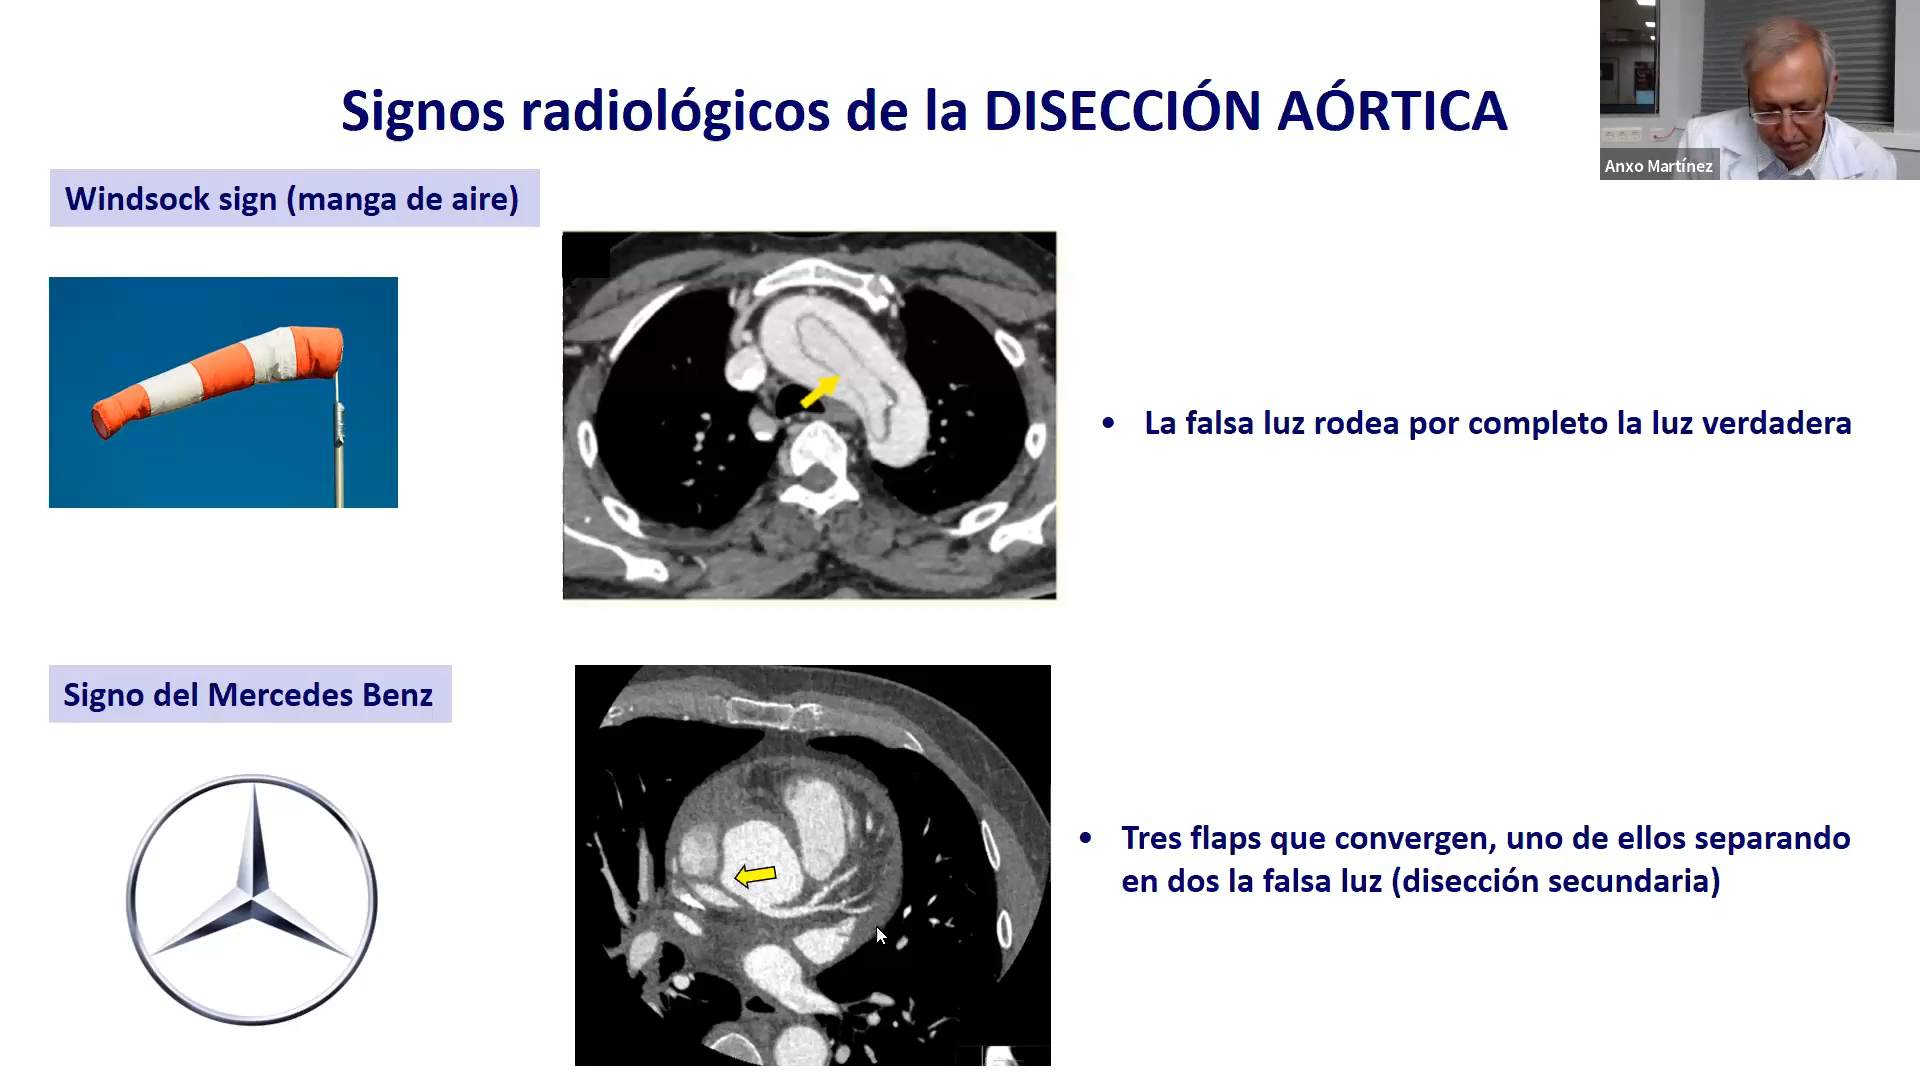 Signos radiológicos de la DISECCIÓN AÓRTICA
Anxo Martínez
Windsock sign (manga de aire)
• La falsa luz rodea por completo la luz verdadera
Signo del Mercedes Benz
• Tres flaps que convergen, uno de ellos separando
en dos la falsa luz (disección secundaria)